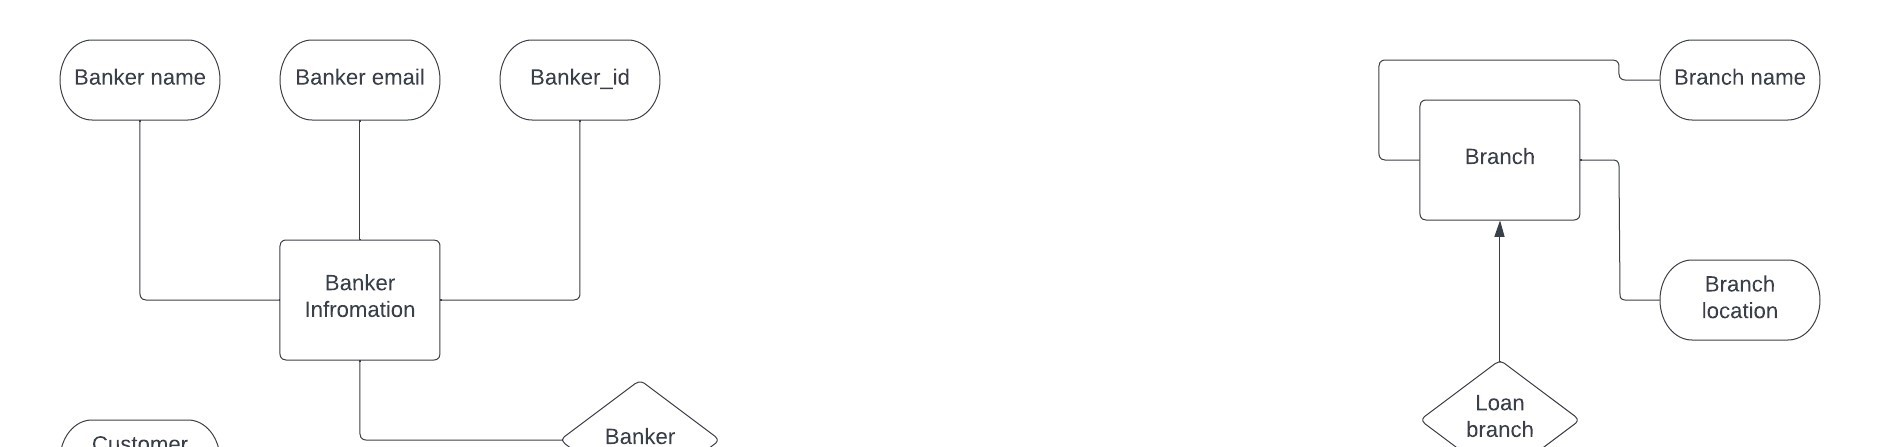 Banker name
Banker email
Banker_id
Branch name
Branch
Banker
Infromation
Branch
location
Loan
branch
Customer
Banker